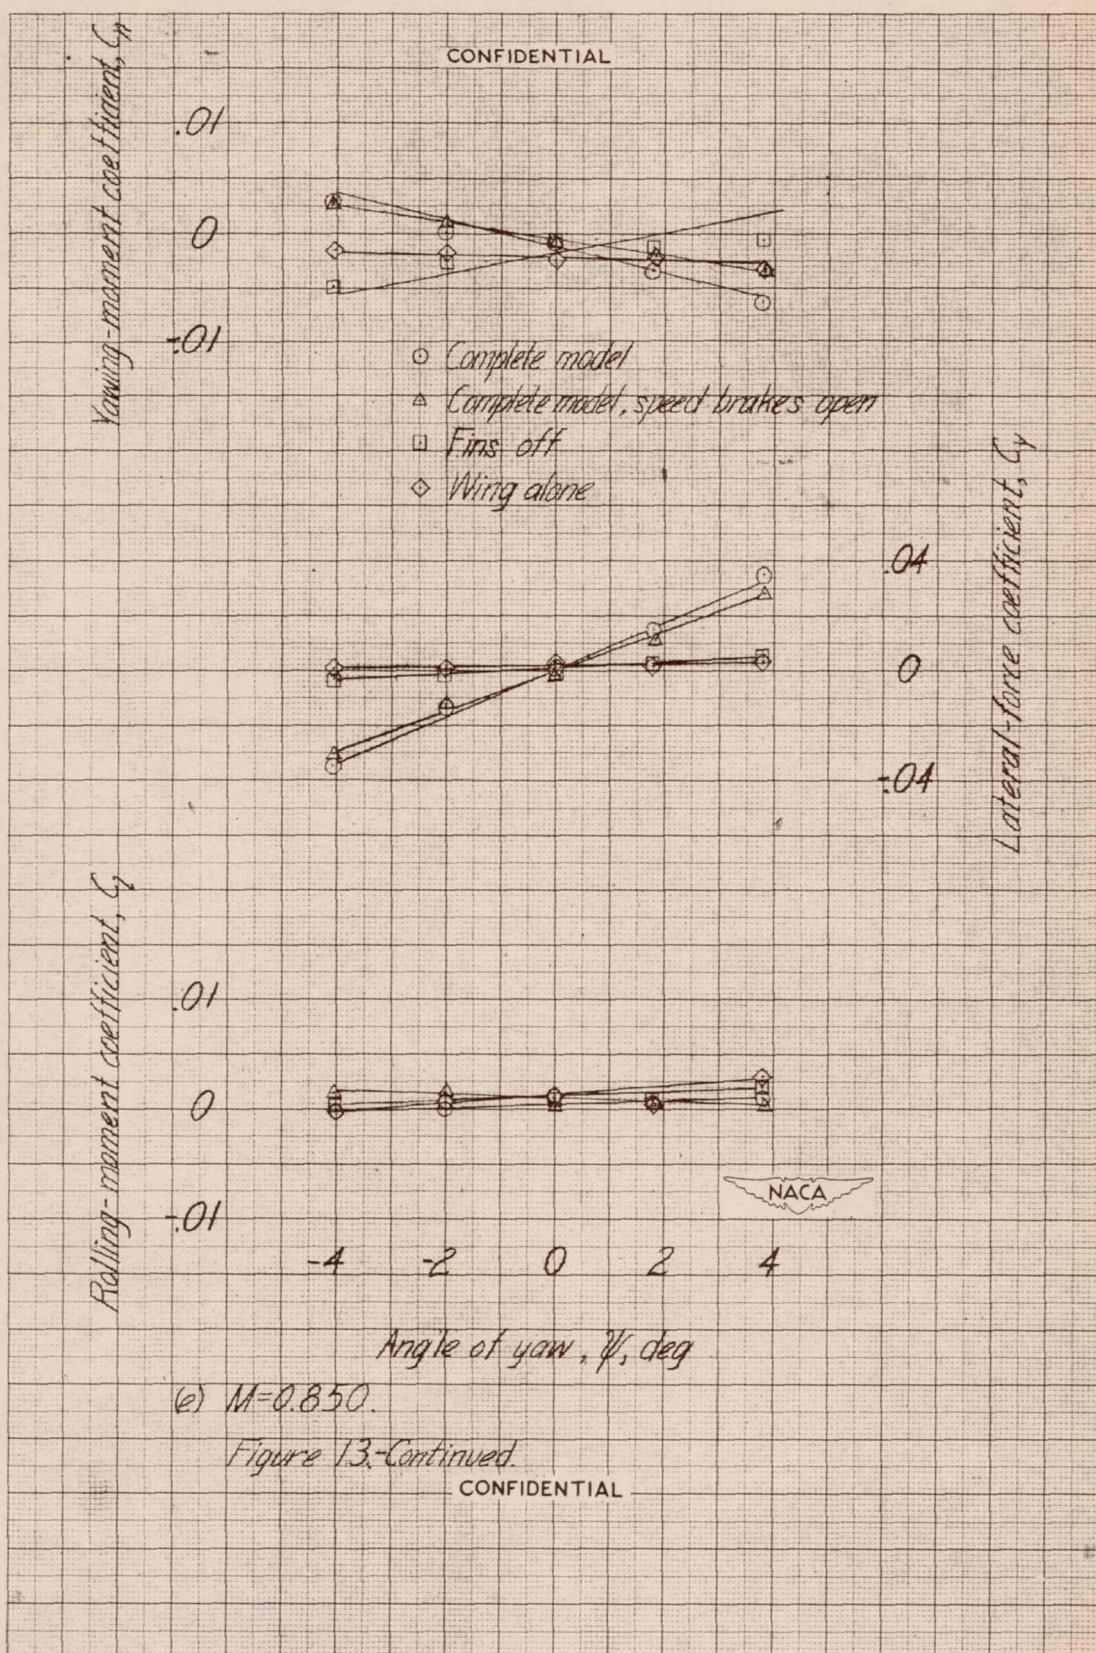 CONFIDENTIAL
Yawing-moment coefficient, Cn
.01
0
-.01
Complete model
Complete model, speed brakes open
Fins off
Wing alone
Lateral-force coefficient, Cy
.04
0
-.04
Rolling-moment coefficient, Cl
.01
0
-.01
NACA
-4 -2 0 2 4
Angle of yaw, ψ, deg
(e) M=0.850.
Figure 13.-Continued.
CONFIDENTIAL